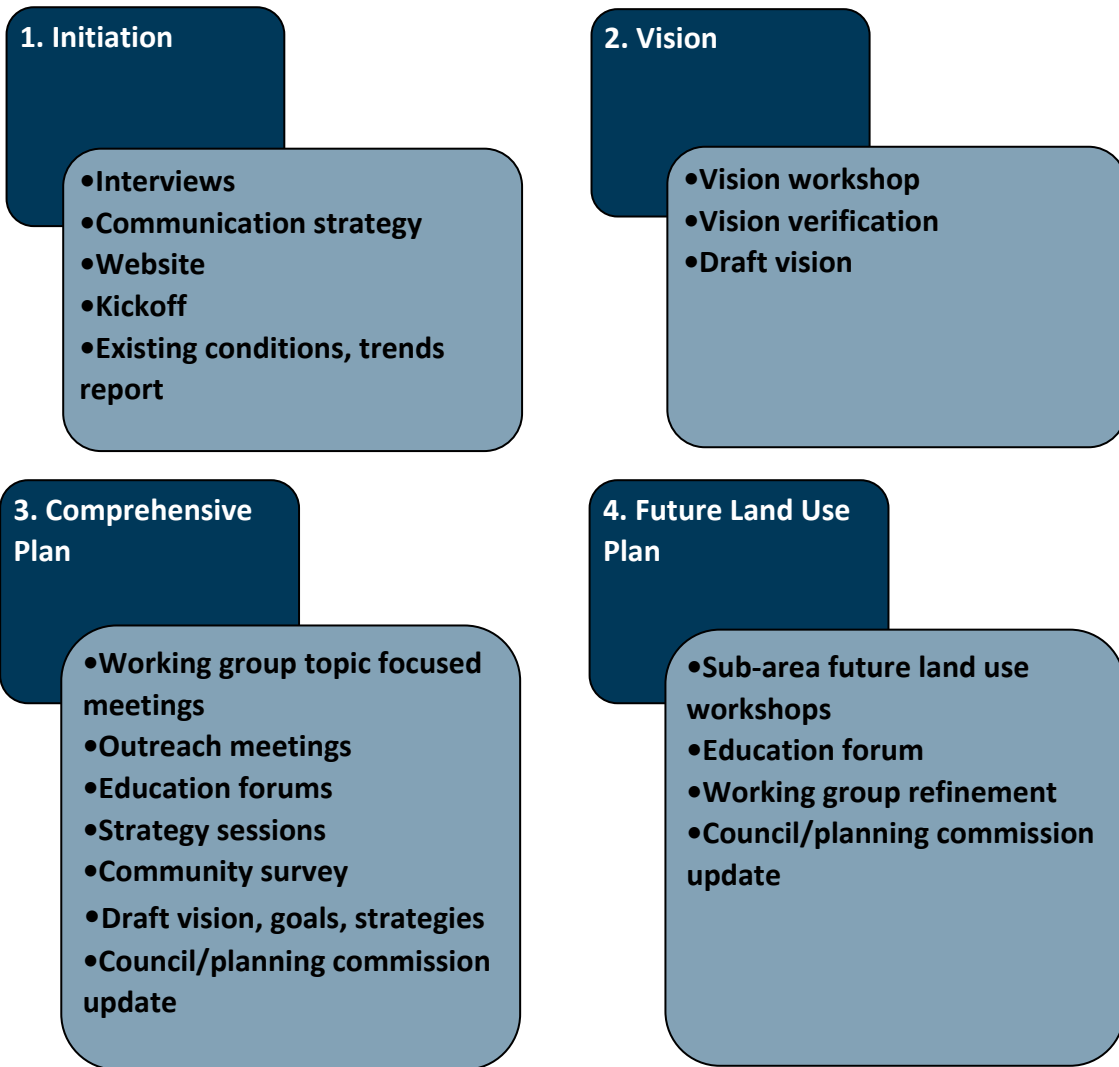 1. Initiation
•Interviews
•Communication strategy
•Website
•Kickoff
•Existing conditions, trends
report
2. Vision
•Vision workshop
•Vision verification
•Draft vision
3. Comprehensive
Plan
•Working group topic focused
meetings
•Outreach meetings
•Education forums
•Strategy sessions
•Community survey
•Draft vision, goals, strategies
•Council/planning commission
update
4. Future Land Use
Plan
•Sub-area future land use
workshops
•Education forum
•Working group refinement
•Council/planning commission
update